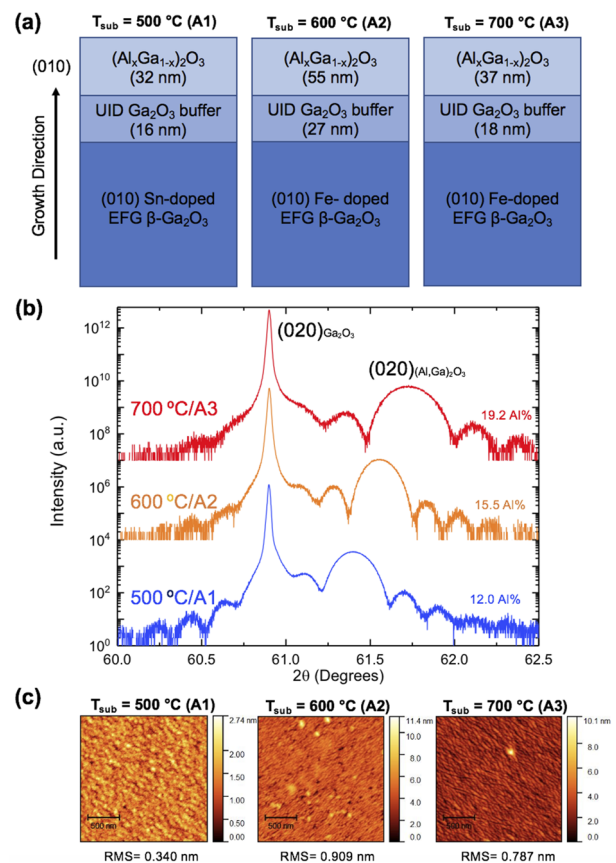 (a)
T_sub = 500 °C (A1)
T_sub = 600 °C (A2)
T_sub = 700 °C (A3)
(010)
Growth Direction
(Al_xGa_1-x)_2O_3
(32 nm)
UID Ga_2O_3 buffer
(16 nm)
(010) Sn-doped
EFG β-Ga_2O_3
(Al_xGa_1-x)_2O_3
(55 nm)
UID Ga_2O_3 buffer
(27 nm)
(010) Fe- doped
EFG β-Ga_2O_3
(Al_xGa_1-x)_2O_3
(37 nm)
UID Ga_2O_3 buffer
(18 nm)
(010) Fe-doped
EFG β-Ga_2O_3
(b)
Intensity (a.u.)
10^12
10^10
10^8
10^6
10^4
10^2
10^0
(020)_Ga_2O_3
(020)_(Al,Ga)_2O_3
700 ºC/A3
19.2 Al%
600 ºC/A2
15.5 Al%
500 ºC/A1
12.0 Al%
60.0
60.5
61.0
61.5
62.0
62.5
2θ (Degrees)
(c)
T_sub = 500 °C (A1)
T_sub = 600 °C (A2)
T_sub = 700 °C (A3)
2.74 nm
2.00
1.50
1.00
0.50
0.00
500 nm
RMS= 0.340 nm
11.4 nm
8.0
6.0
4.0
2.0
0.0
500 nm
RMS= 0.909 nm
10.1 nm
8.0
6.0
4.0
2.0
0.0
500 nm
RMS= 0.787 nm